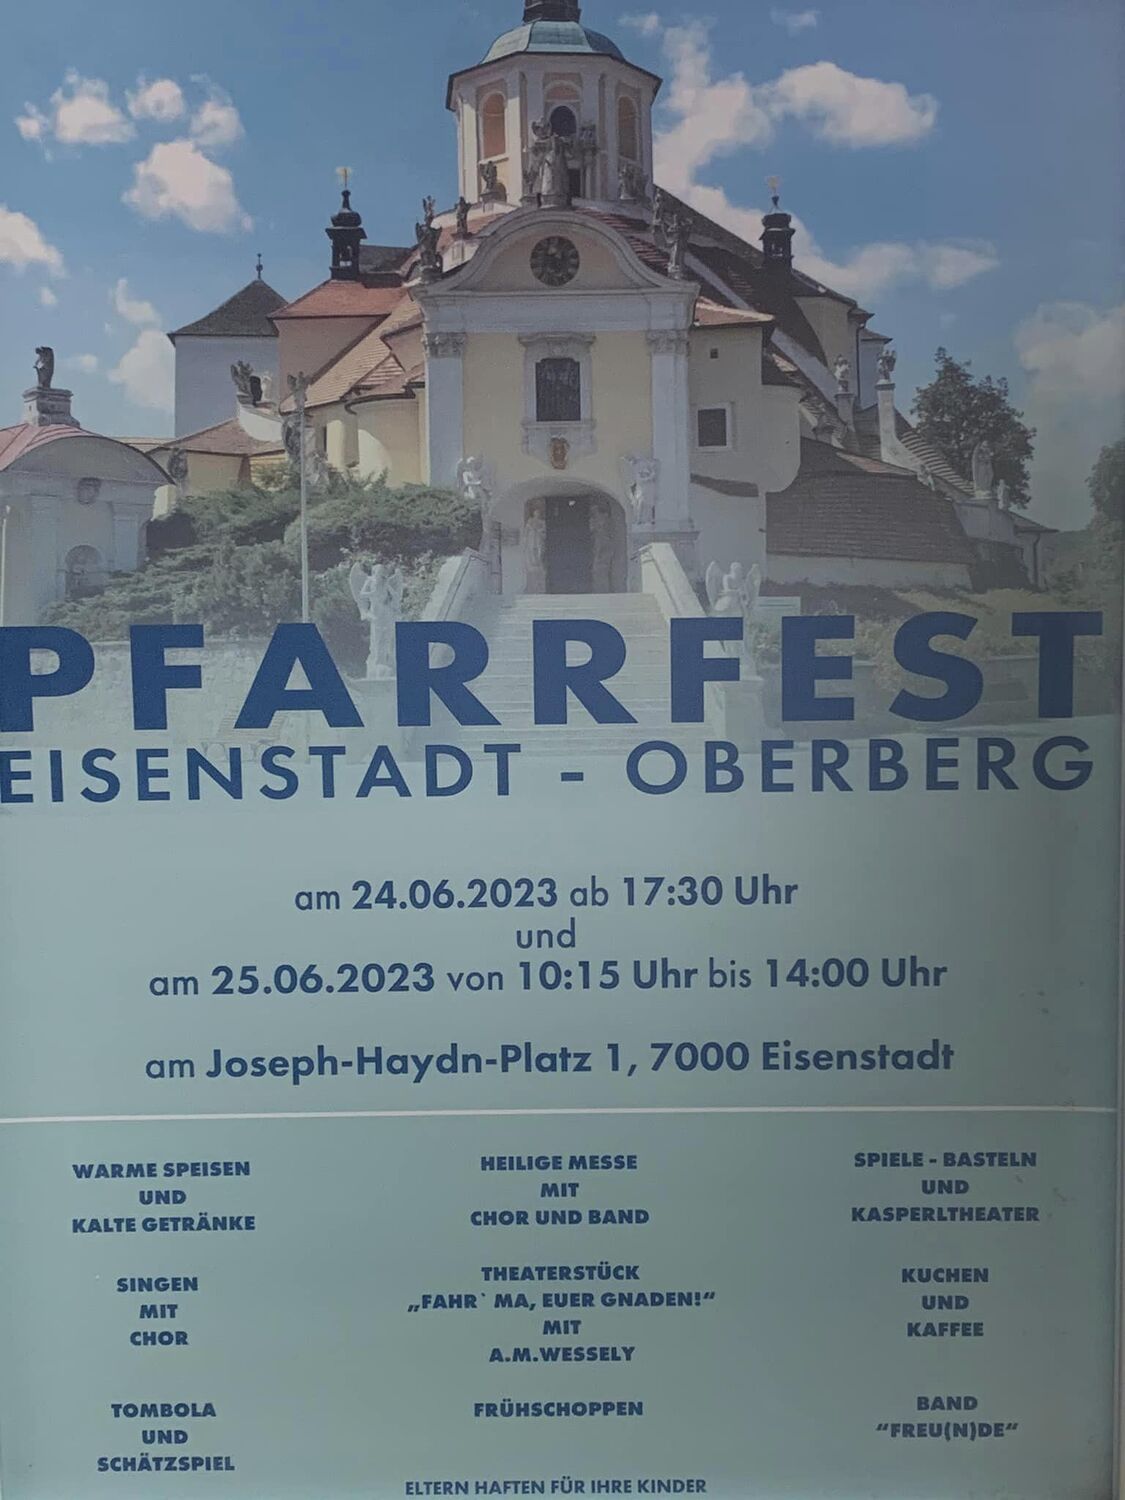 PFARRFEST
EISENSTADT - OBERBERG
am 24.06.2023 ab 17:30 Uhr
und
am 25.06.2023 von 10:15 Uhr bis 14:00 Uhr
am Joseph-Haydn-Platz 1, 7000 Eisenstadt
WARME SPEISEN
UND
KALTE GETRÄNKE
HEILIGE MESSE
MIT
CHOR UND BAND
SPIELE - BASTELN
UND
KASPERLTHEATER
SINGEN
MIT
CHOR
THEATERSTÜCK
„FAHR` MA, EUER GNADEN!“
MIT
A.M.WESSELY
KUCHEN
UND
KAFFEE
TOMBOLA
UND
SCHÄTZSPIEL
FRÜHSCHOPPEN
BAND
“FREU(N)DE“
ELTERN HAFTEN FÜR IHRE KINDER